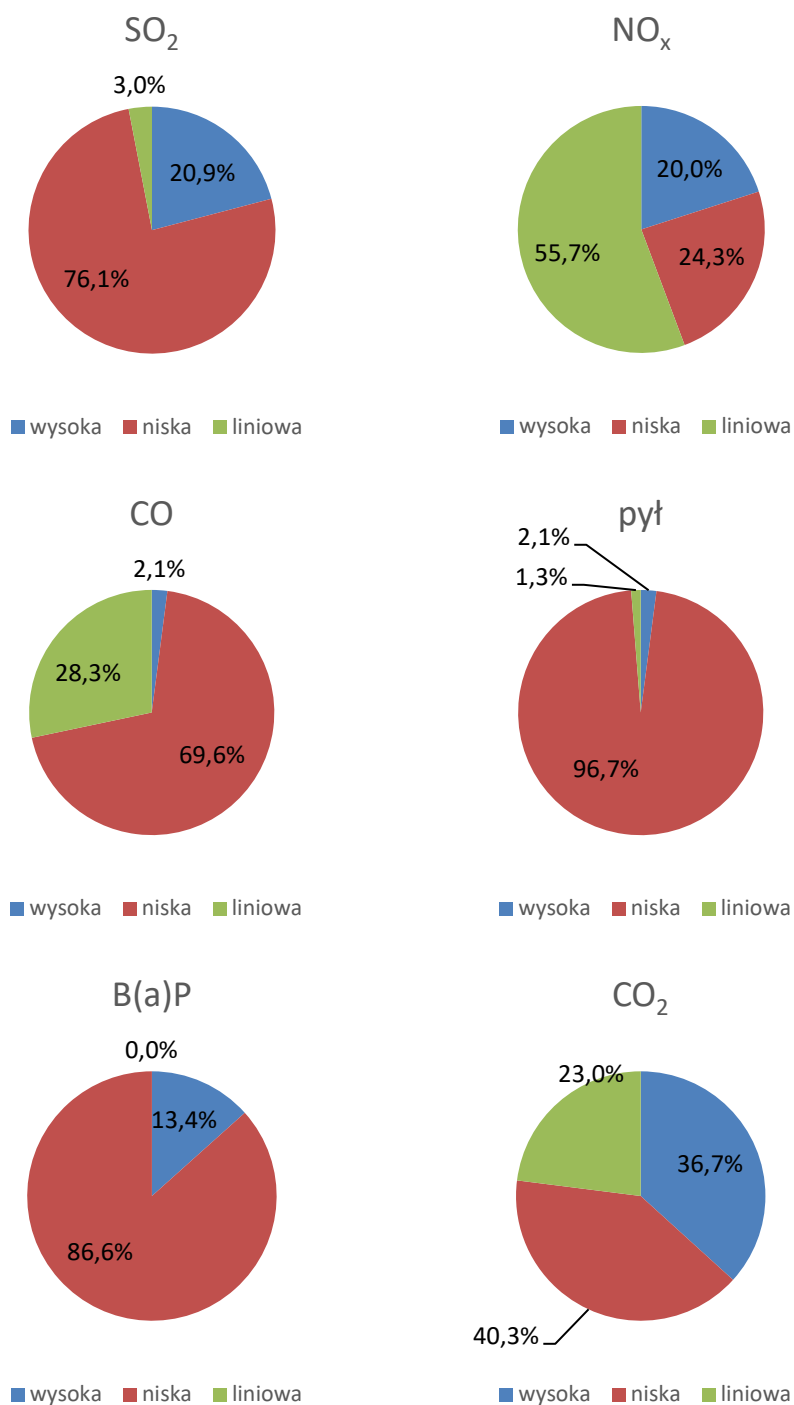 SO₂
3,0%
20,9%
76,1%
wysoka niska liniowa
NOₓ
20,0%
55,7%
24,3%
wysoka niska liniowa
CO
2,1%
28,3%
69,6%
wysoka niska liniowa
pył
2,1%
1,3%
96,7%
wysoka niska liniowa
B(a)P
0,0%
13,4%
86,6%
wysoka niska liniowa
CO₂
23,0%
36,7%
40,3%
wysoka niska liniowa